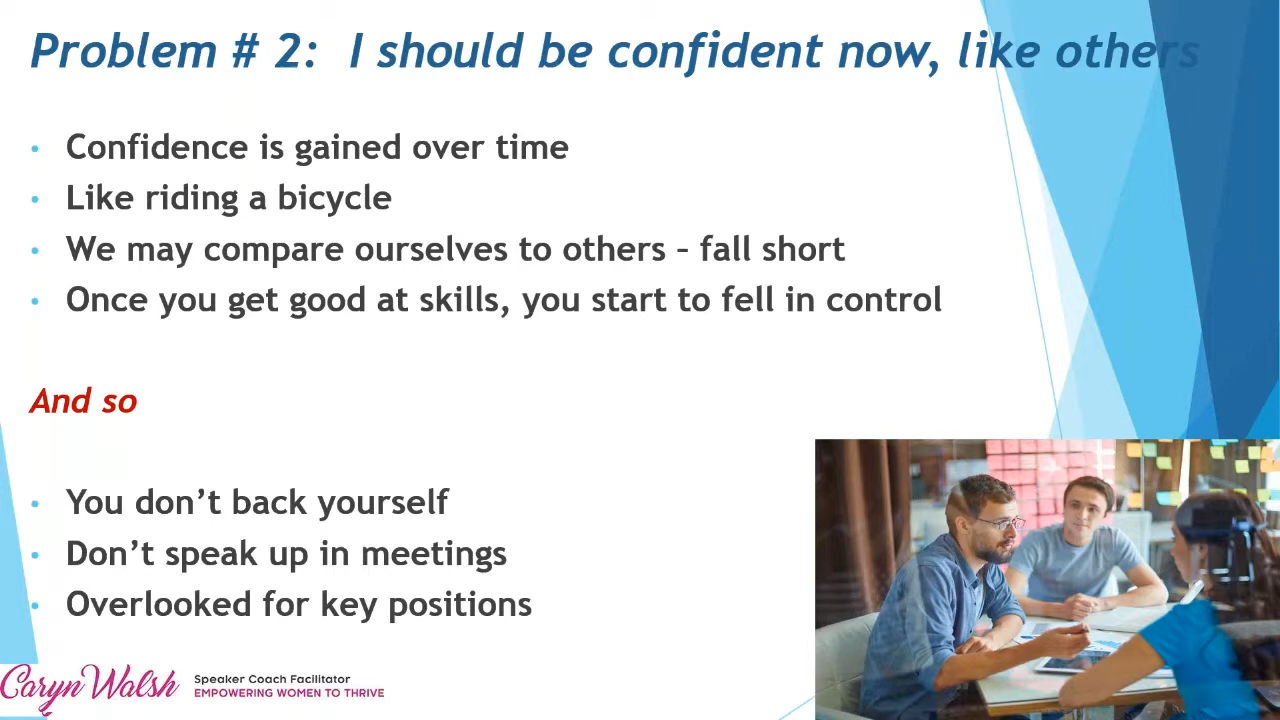 Problem # 2: I should be confident now, like others
• Confidence is gained over time
• Like riding a bicycle
• We may compare ourselves to others – fall short
• Once you get good at skills, you start to fell in control
And so
• You don’t back yourself
• Don’t speak up in meetings
• Overlooked for key positions
Caryn Walsh
Speaker Coach Facilitator
EMPOWERING WOMEN TO THRIVE